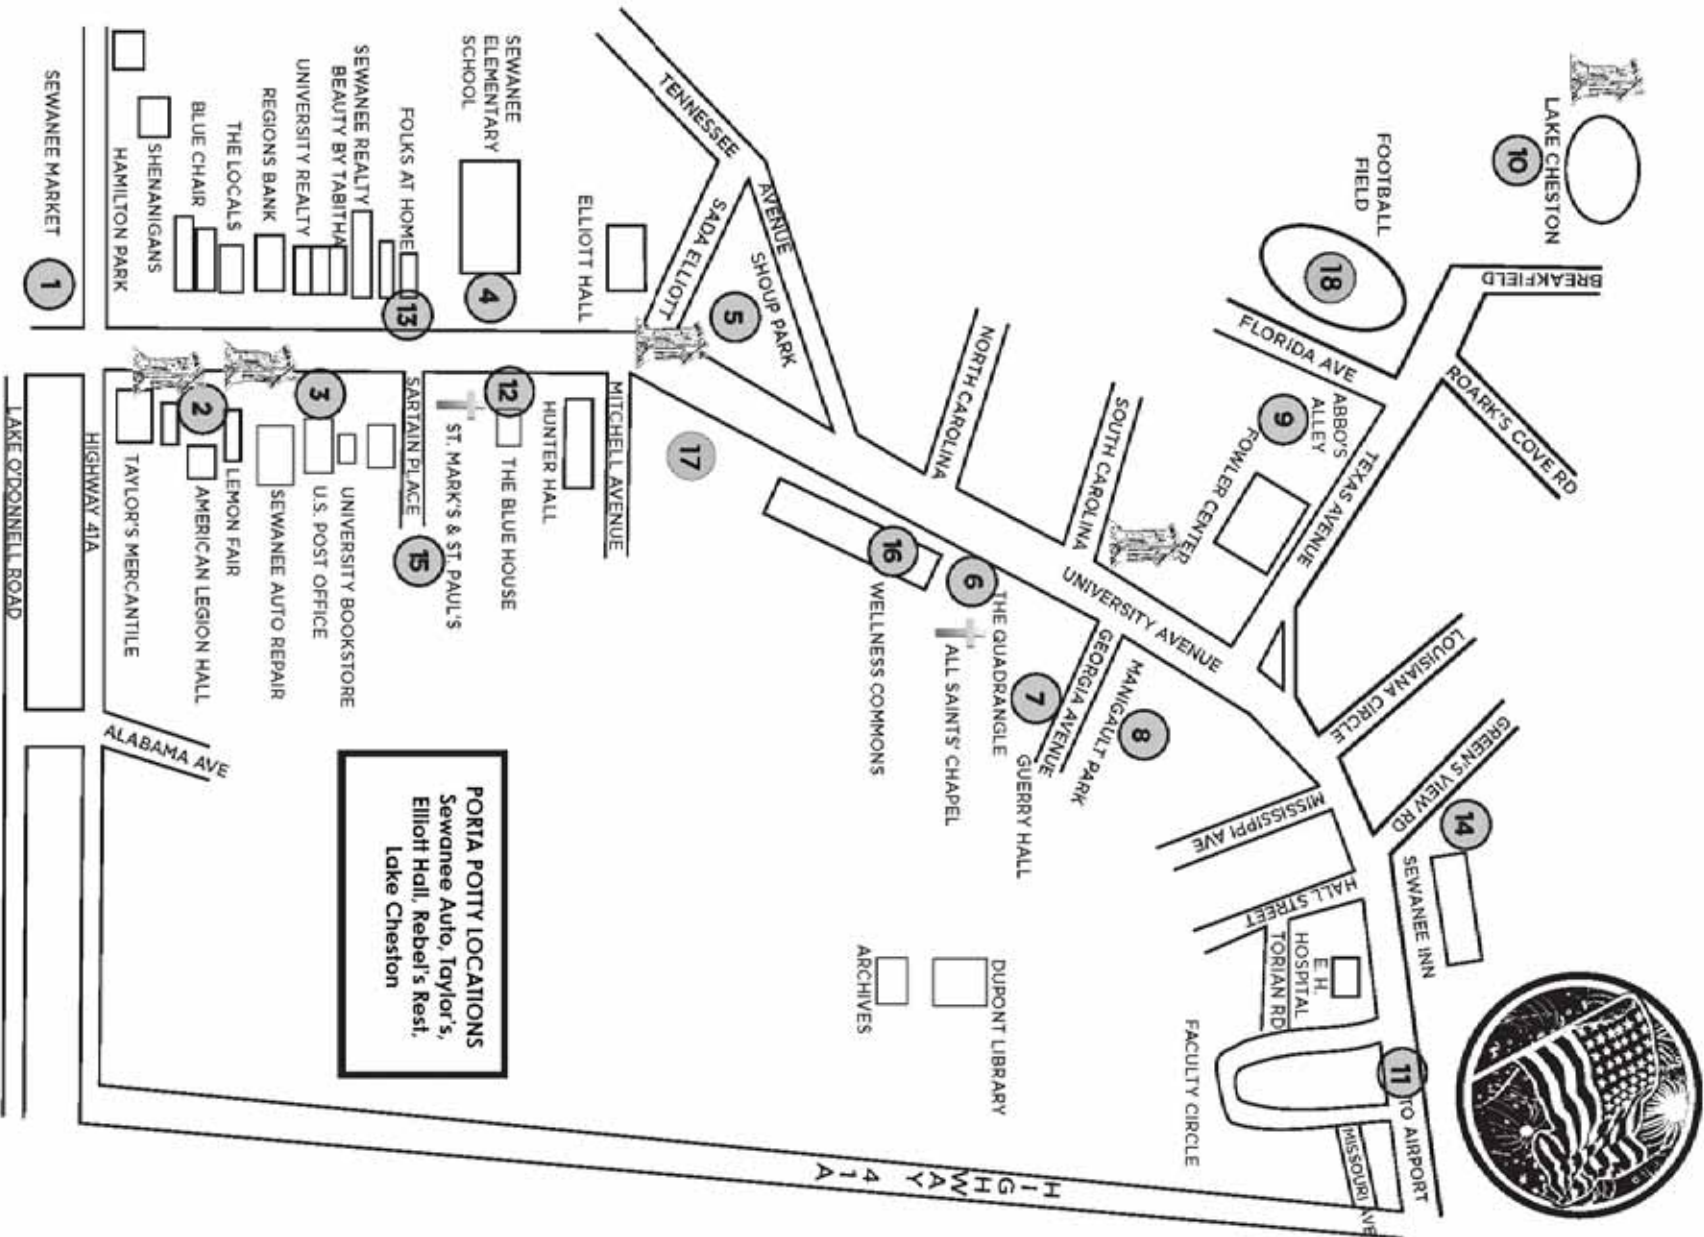 LAKE CHESTON
10
FOOTBALL
FIELD
18
BREAKFIELD
FLORIDA AVE
ROARK'S COVE RD
ABBO'S
ALLEY
9
FOWLER CENTER
TEXAS AVENUE
TENNESSEE
AVENUE
SADA ELLIOTT
SHOUP PARK
5
NORTH CAROLINA
SOUTH CAROLINA
UNIVERSITY AVENUE
LOUISIANA CIRCLE
GREEN'S VIEW RD
14
SEWANEE INN
SEWANEE
ELEMENTARY
SCHOOL
4
ELLIOTT HALL
FOLKS AT HOME
13
SEWANEE REALTY
BEAUTY BY TABITHA
UNIVERSITY REALTY
REGIONS BANK
THE LOCALS
BLUE CHAIR
SHENANIGANS
HAMILTON PARK
SEWANEE MARKET
1
17
MITCHELL AVENUE
HUNTER HALL
12
THE BLUE HOUSE
ST. MARK'S & ST. PAUL'S
SARTAIN PLACE
15
3
UNIVERSITY BOOKSTORE
U.S. POST OFFICE
SEWANEE AUTO REPAIR
2
LEMON FAIR
AMERICAN LEGION HALL
TAYLOR'S MERCANTILE
HIGHWAY 41A
LAKE O'DONNELL ROAD
ALABAMA AVE
16
WELLNESS COMMONS
6
THE QUADRANGLE
ALL SAINTS' CHAPEL
7
GEORGIA AVENUE
GUERRY HALL
8
MANIGAULT PARK
MISSISSIPPI AVE
HALL STREET
E. H.
HOSPITAL
TORIAN RD
FACULTY CIRCLE
11
TO AIRPORT
MISSOURI AVE
DUPONT LIBRARY
ARCHIVES
HIGHWAY 41A
PORTA POTTY LOCATIONS
Sewanee Auto, Taylor's,
Elliott Hall, Rebel's Rest,
Lake Cheston